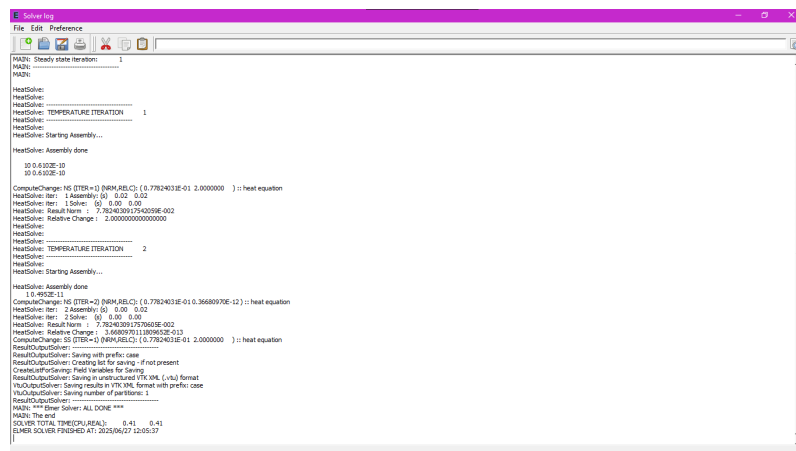 Solver log
File Edit Preference
MAIN: Steady state iteration: 1
MAIN: -------------------------------------
MAIN:
HeatSolve:
HeatSolve:
HeatSolve: -------------------------------------
HeatSolve: TEMPERATURE ITERATION 1
HeatSolve: -------------------------------------
HeatSolve:
HeatSolve: Starting Assembly...
HeatSolve: Assembly done
10 0.6102E-10
10 0.6102E-10
ComputeChange: NS (ITER=1) (NRM,RELC): ( 0.77824031E-01 2.0000000 ) :: heat equation
HeatSolve: iter: 1 Assembly: (s) 0.02 0.02
HeatSolve: iter: 1 Solve: (s) 0.00 0.00
HeatSolve: Result Norm : 7.7824030917542059E-002
HeatSolve: Relative Change : 2.0000000000000000
HeatSolve:
HeatSolve:
HeatSolve: -------------------------------------
HeatSolve: TEMPERATURE ITERATION 2
HeatSolve: -------------------------------------
HeatSolve:
HeatSolve: Starting Assembly...
HeatSolve: Assembly done
1 0.4952E-11
ComputeChange: NS (ITER=2) (NRM,RELC): ( 0.77824031E-01 0.36680970E-12 ) :: heat equation
HeatSolve: iter: 2 Assembly: (s) 0.00 0.02
HeatSolve: iter: 2 Solve: (s) 0.00 0.00
HeatSolve: Result Norm : 7.7824030917570605E-002
HeatSolve: Relative Change : 3.6680970111809652E-013
ComputeChange: SS (ITER=1) (NRM,RELC): ( 0.77824031E-01 2.0000000 ) :: heat equation
ResultOutputSolver: -------------------------------------
ResultOutputSolver: Saving with prefix: case
ResultOutputSolver: Creating list for saving - if not present
CreateListForSaving: Field Variables for Saving
ResultOutputSolver: Saving in unstructured VTK XML (.vtu) format
VtuOutputSolver: Saving results in VTK XML format with prefix: case
VtuOutputSolver: Saving number of partitions: 1
ResultOutputSolver: -------------------------------------
MAIN: *** Elmer Solver: ALL DONE ***
MAIN: The end
SOLVER TOTAL TIME(CPU,REAL): 0.41 0.41
ELMER SOLVER FINISHED AT: 2025/06/27 12:05:37